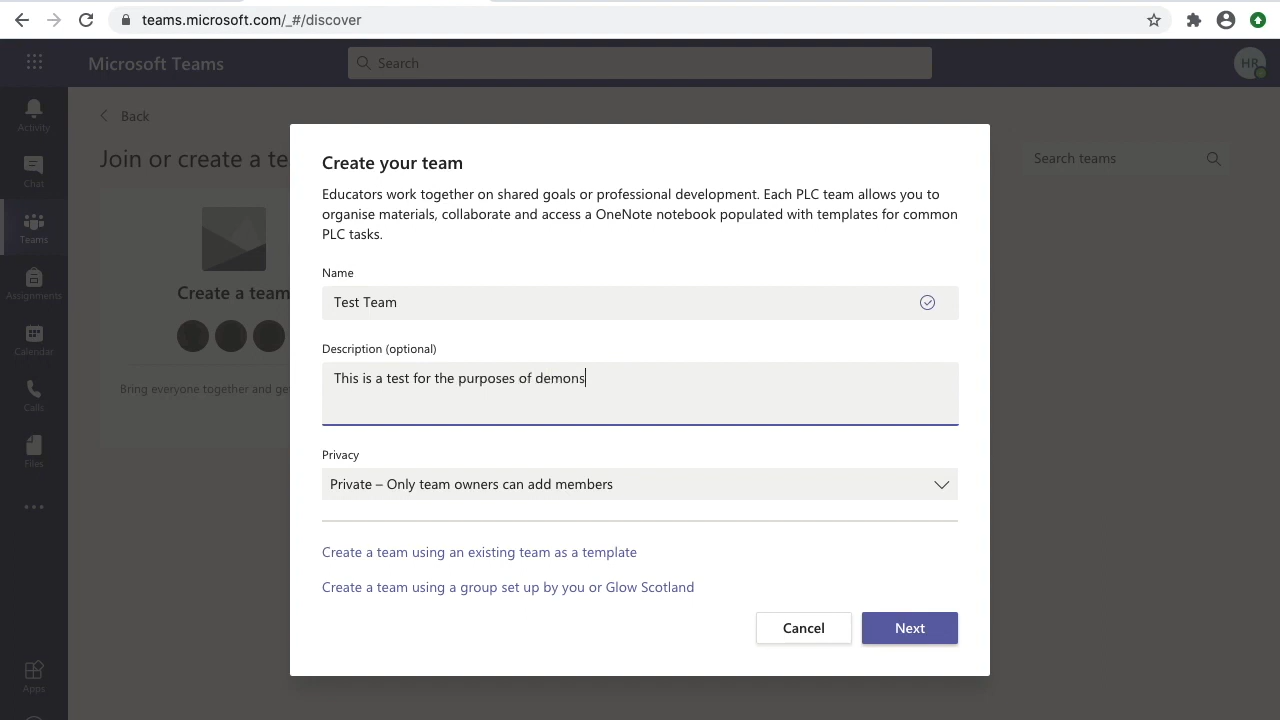 teams.microsoft.com/_#/discover
Microsoft Teams
Search
HR
Activity
Chat
Teams
Assignments
Calendar
Calls
Files
Apps
Back
Join or create a te
Search teams
Create a team
Bring everyone together and get
Create your team
Educators work together on shared goals or professional development. Each PLC team allows you to
organise materials, collaborate and access a OneNote notebook populated with templates for common
PLC tasks.
Name
Test Team
Description (optional)
This is a test for the purposes of demons
Privacy
Private – Only team owners can add members
Create a team using an existing team as a template
Create a team using a group set up by you or Glow Scotland
Cancel
Next